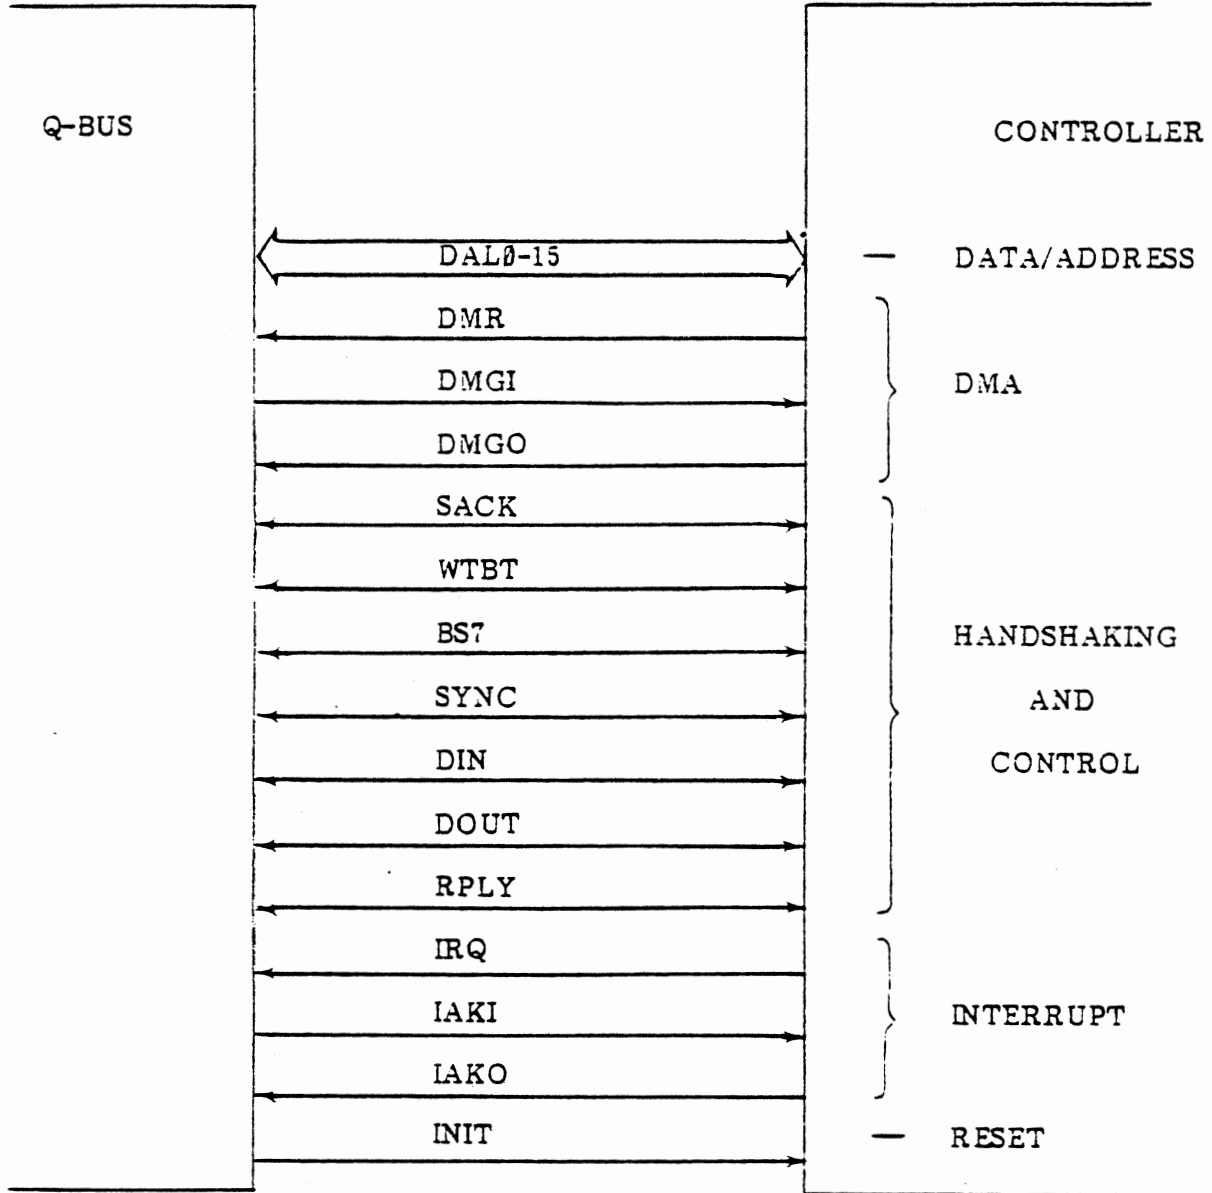 Q-BUS
CONTROLLER
DALØ-15
DATA/ADDRESS
DMR
DMGI
DMA
DMGO
SACK
WTBT
BS7
HANDSHAKING
SYNC
AND
DIN
CONTROL
DOUT
RPLY
IRQ
IAKI
INTERRUPT
IAKO
INIT
RESET